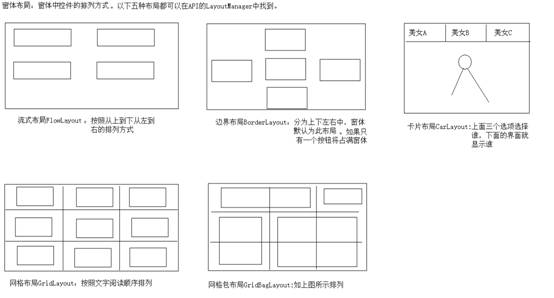 窗体布局，窗体中控件的排列方式。以下五种布局都可以在API的LayoutManager中找到。
美女A 美女B 美女C
流式布局FlowLayout，按照从上到下从左到
右的排列方式
边界布局BorderLayout，分为上下左右中，窗体
默认为此布局 。如果只
有一个按钮将占满窗体
卡片布局CarLayout:上面三个选项选择
谁，下面的界面就
显示谁
网格布局GridLayout，按照文字阅读顺序排列
网格包布局GridBagLayout:如上图所示排列